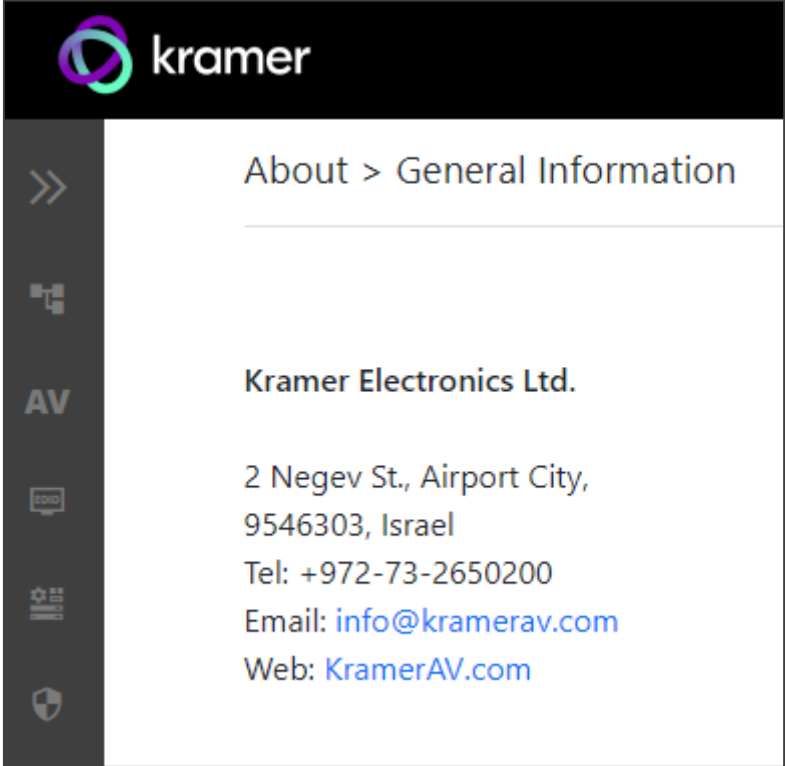 kramer
About > General Information
Kramer Electronics Ltd.
AV
2 Negev St., Airport City,
EDID
9546303, Israel
Tel: +972-73-2650200
Email: info@kramerav.com
Web: KramerAV.com